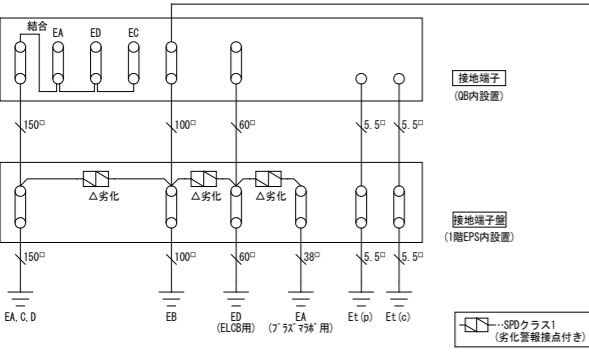 結合 EA ED EC
接地端子
(QB内設置)
150□ 100□ 60□ 5.5□ 5.5□
△劣化 △劣化 △劣化
接地端子盤
(1階EPS内設置)
150□ 100□ 60□ 38□ 5.5□ 5.5□
EA, C, D EB ED EA Et(p) Et(c)
(ELCB用) (プラズマラボ用)
---SPDクラス1
(劣化警報接点付き)